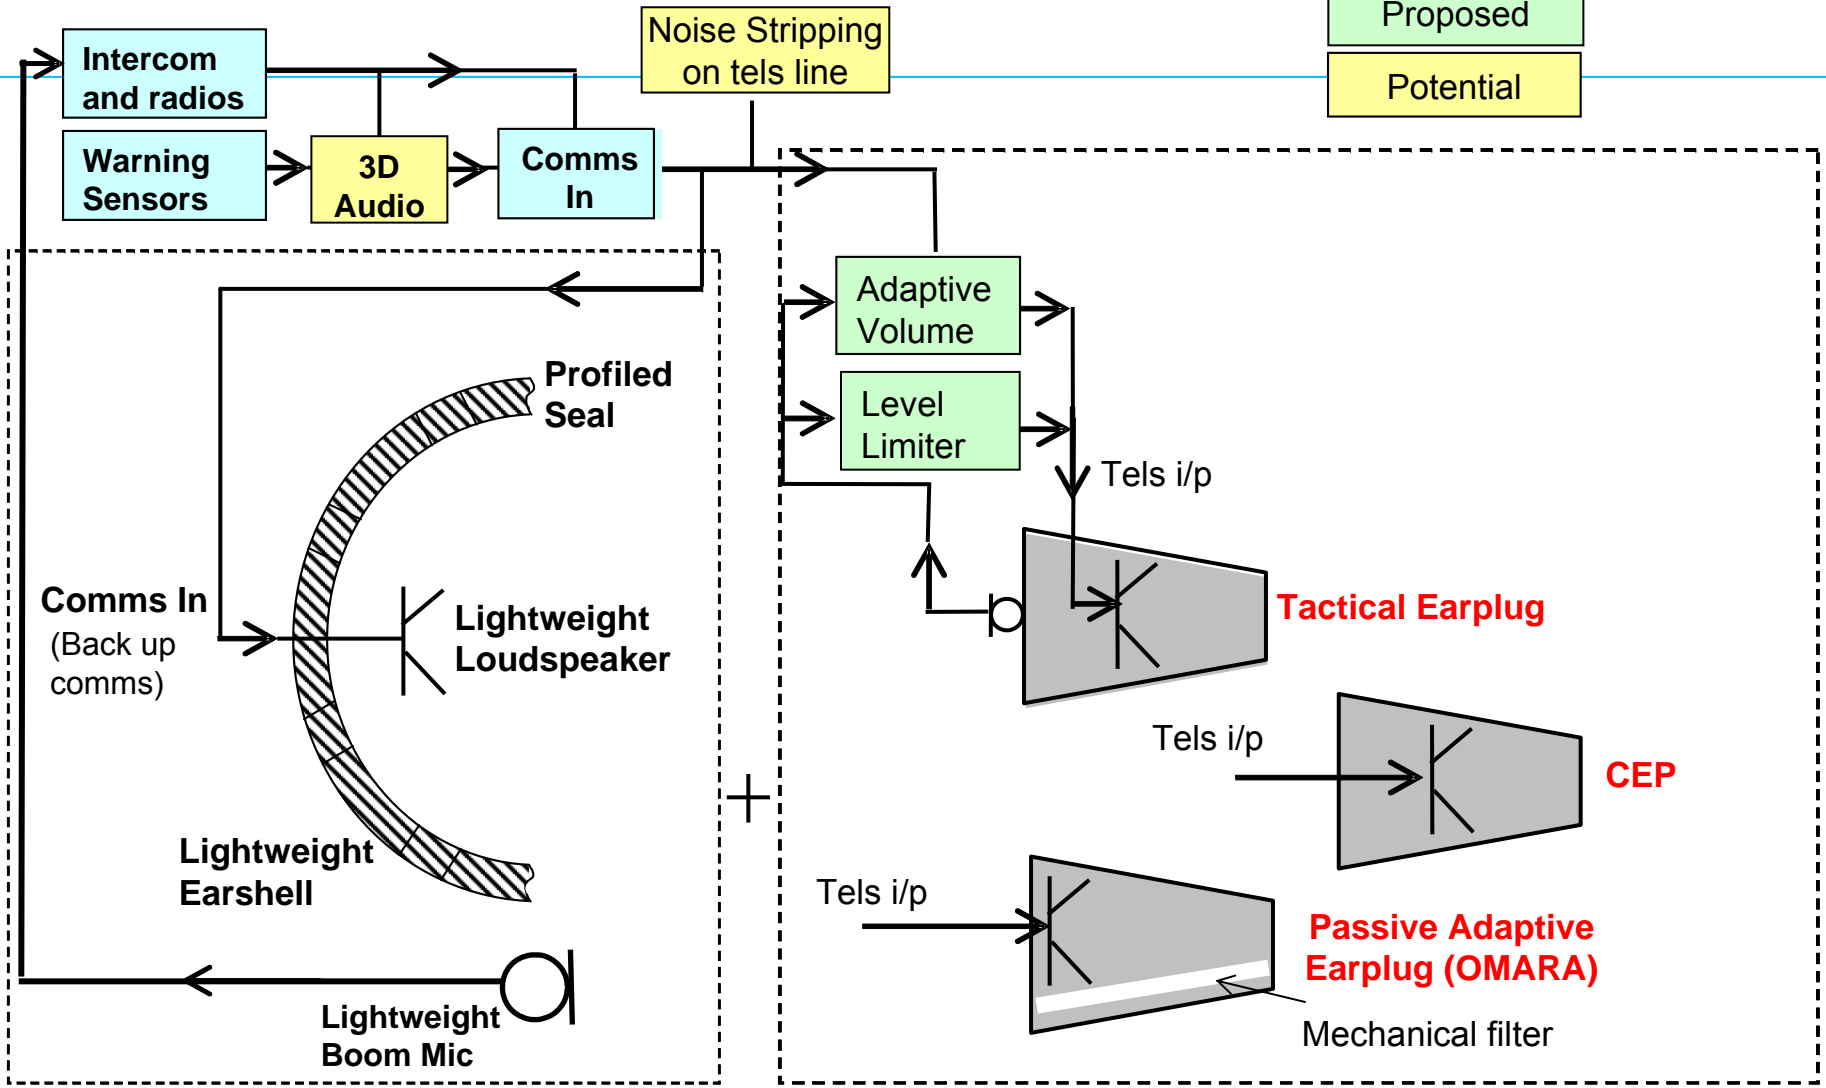 Proposed
Potential
Noise Stripping
on tels line
Intercom
and radios
Warning
Sensors
3D
Audio
Comms
In
Adaptive
Volume
Level
Limiter
Tels i/p
Profiled
Seal
Comms In
(Back up
comms)
Lightweight
Loudspeaker
Lightweight
Earshell
Lightweight
Boom Mic
Tactical Earplug
Tels i/p
CEP
Tels i/p
Passive Adaptive
Earplug (OMARA)
Mechanical filter